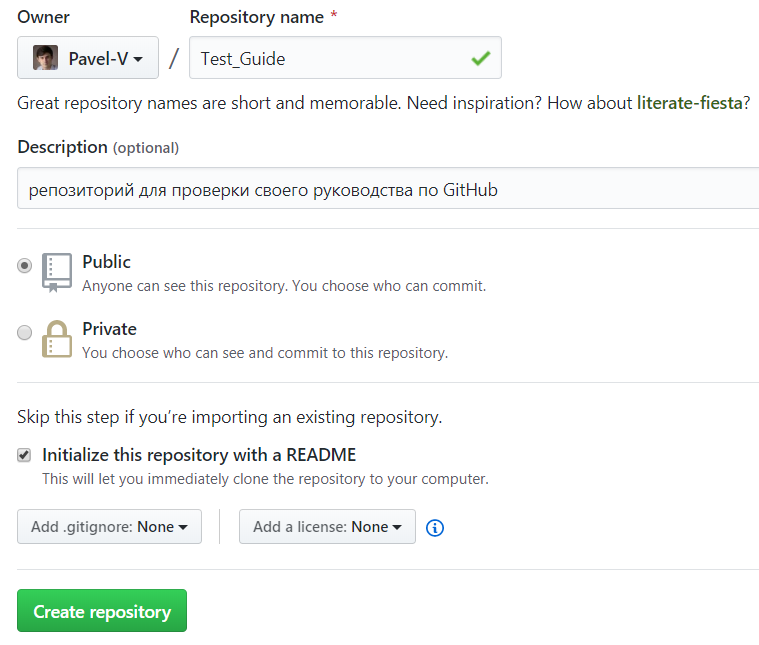 Owner Repository name *
Pavel-V / Test_Guide
Great repository names are short and memorable. Need inspiration? How about literate-fiesta?
Description (optional)
репозиторий для проверки своего руководства по GitHub
Public
Anyone can see this repository. You choose who can commit.
Private
You choose who can see and commit to this repository.
Skip this step if you’re importing an existing repository.
Initialize this repository with a README
This will let you immediately clone the repository to your computer.
Add .gitignore: None Add a license: None
Create repository